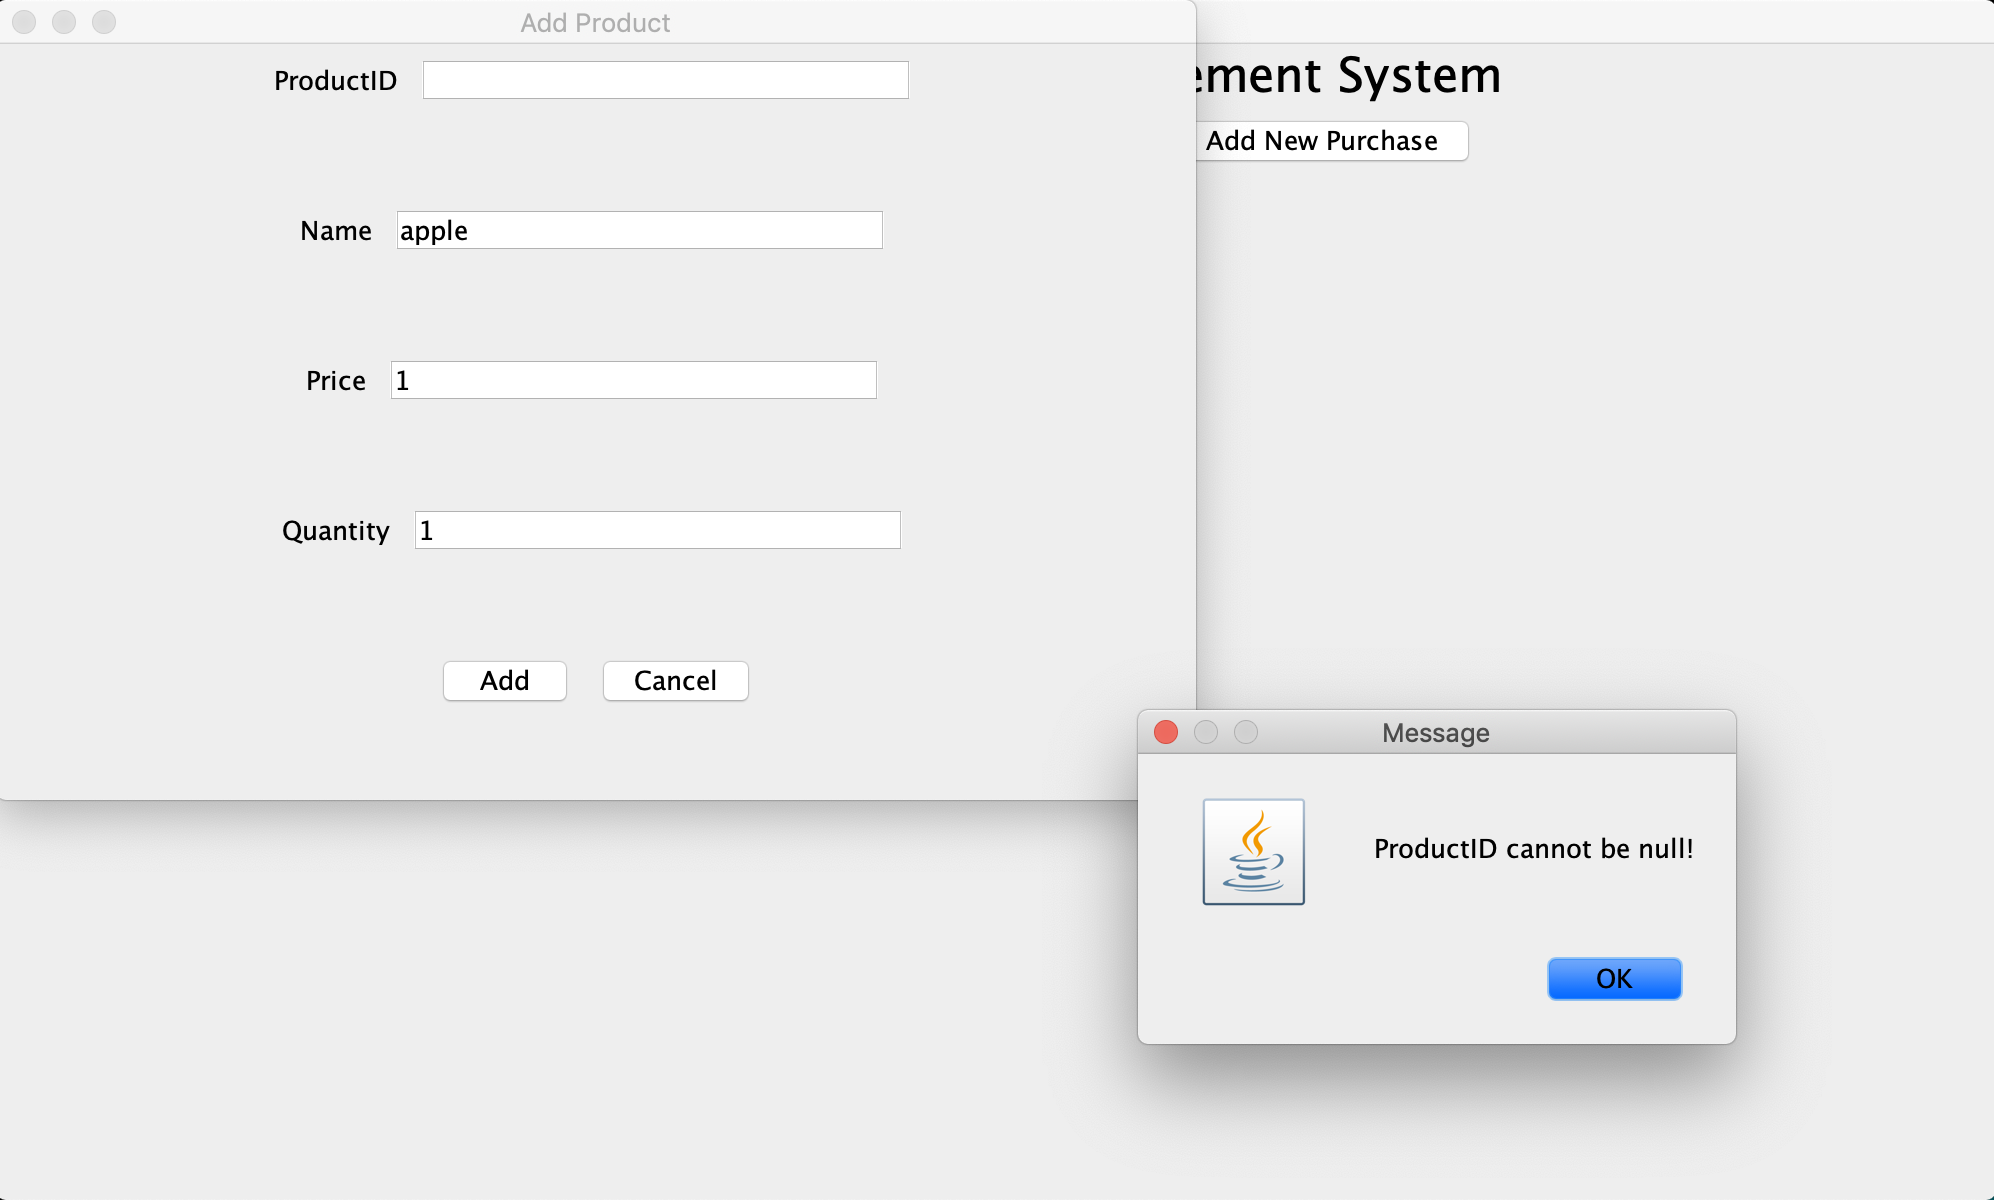 Add Product
ProductID
Name apple
Price 1
Quantity 1
Add Cancel
ement System
Add New Purchase
Message
ProductID cannot be null!
OK